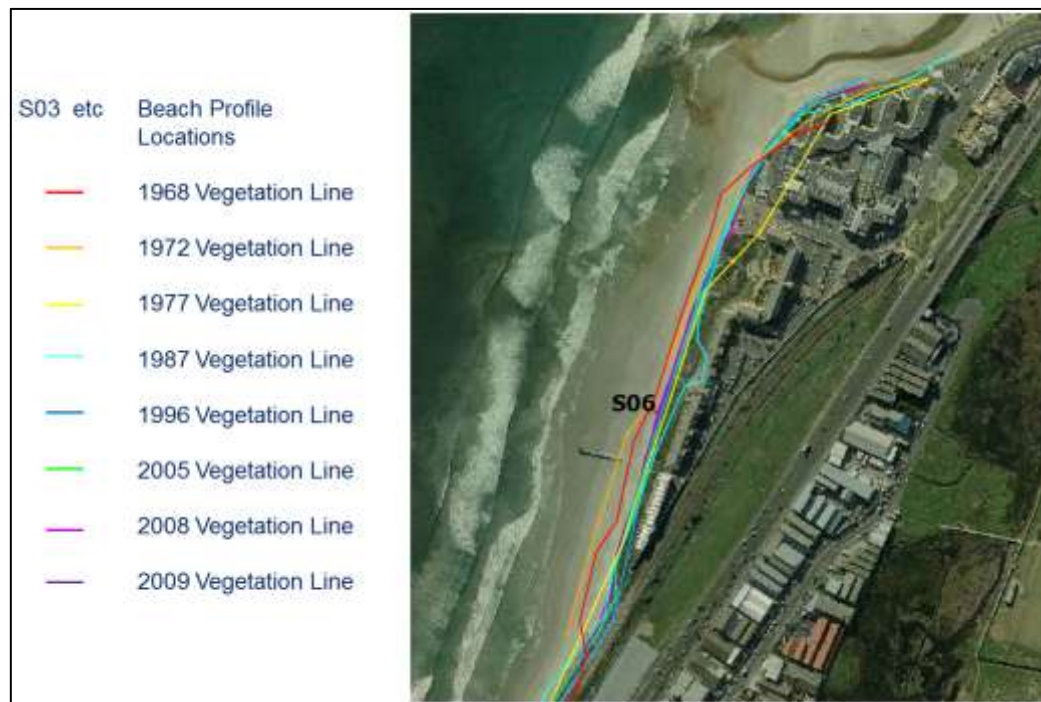 S03 etc Beach Profile
Locations
1968 Vegetation Line
1972 Vegetation Line
1977 Vegetation Line
1987 Vegetation Line
1996 Vegetation Line
2005 Vegetation Line
2008 Vegetation Line
2009 Vegetation Line
S06